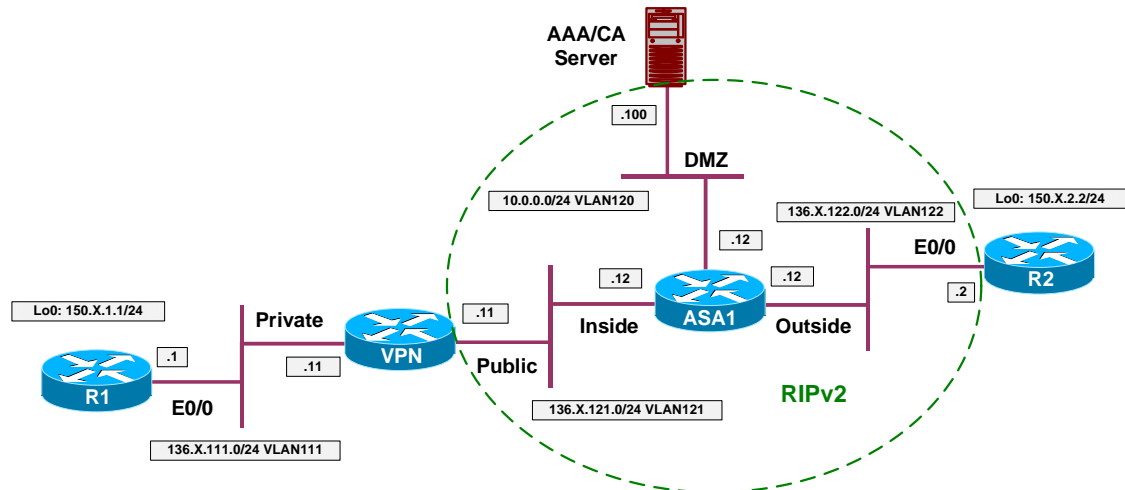 AAA/CA
Server
.100
DMZ
10.0.0.0/24 VLAN120
136.X.122.0/24 VLAN122
Lo0: 150.X.2.2/24
.12
E0/0
.12
.12
R2
.2
Lo0: 150.X.1.1/24
Private
.11
Inside
ASA1
Outside
.1
VPN
.11
Public
R1
E0/0
RIPv2
136.X.121.0/24 VLAN121
136.X.111.0/24 VLAN111